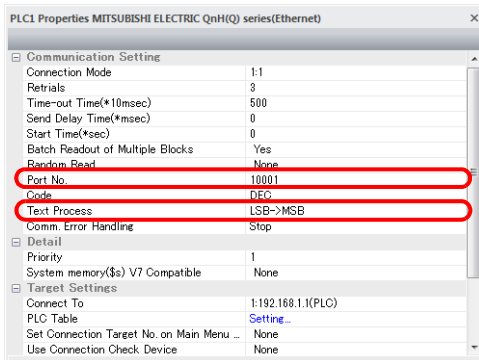 PLC1 Properties MITSUBISHI ELECTRIC QnH(Q) series(Ethernet)
Communication Setting
Connection Mode 1:1
Retrials 3
Time-out Time(*10msec) 500
Send Delay Time(*msec) 0
Start Time(*sec) 0
Batch Readout of Multiple Blocks Yes
Random Read None
Port No. 10001
Code DEC
Text Process LSB->MSB
Comm. Error Handling Stop
Detail
Priority 1
System memory($s) V7 Compatible None
Target Settings
Connect To 1:192.168.1.1(PLC)
PLC Table Setting...
Set Connection Target No. on Main Menu ... None
Use Connection Check Device None